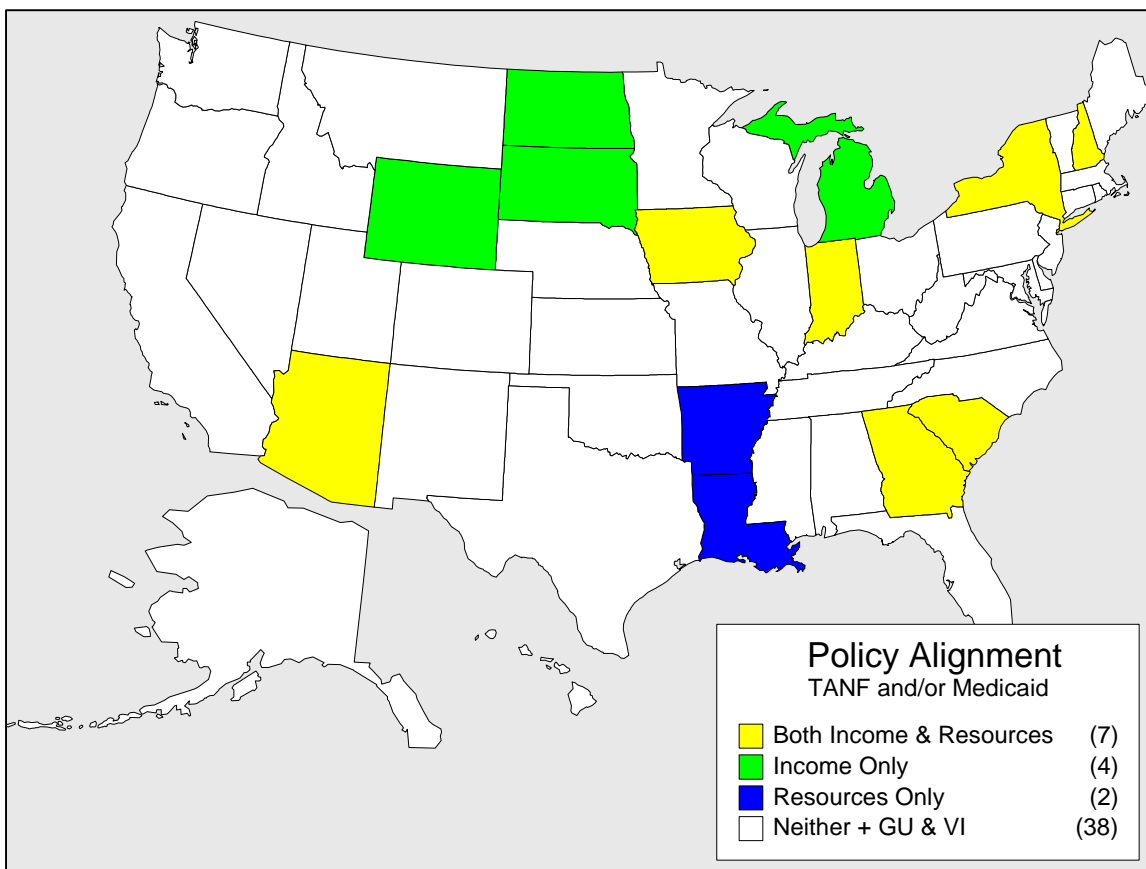 Policy Alignment
TANF and/or Medicaid
Both Income & Resources (7)
Income Only (4)
Resources Only (2)
Neither + GU & VI (38)